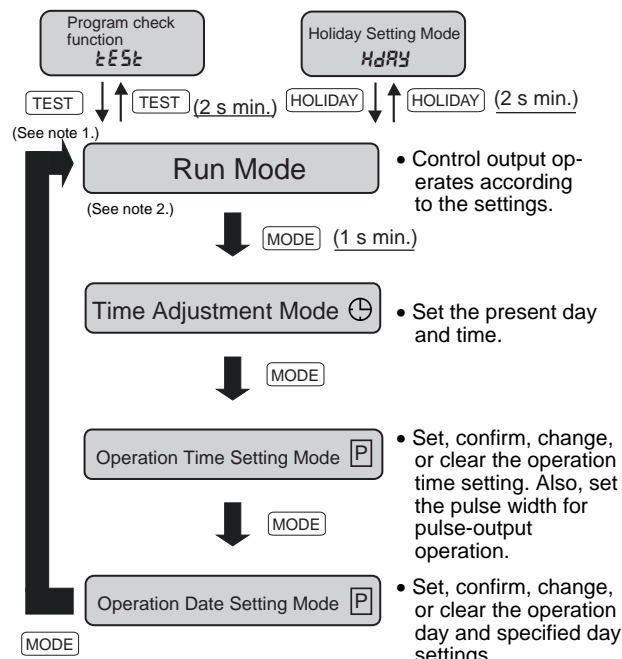 Program check
function
tESt
Holiday Setting Mode
HdAY
TEST
TEST
(2 s min.)
HOLIDAY
HOLIDAY
(2 s min.)
(See note 1.)
Run Mode
• Control output op-
erates according
to the settings.
(See note 2.)
MODE
(1 s min.)
Time Adjustment Mode
• Set the present day
and time.
MODE
Operation Time Setting Mode P
• Set, confirm, change,
or clear the operation
time setting. Also, set
the pulse width for
pulse-output
operation.
MODE
Operation Date Setting Mode P
• Set, confirm, change,
or clear the operation
day and specified day
settings
MODE